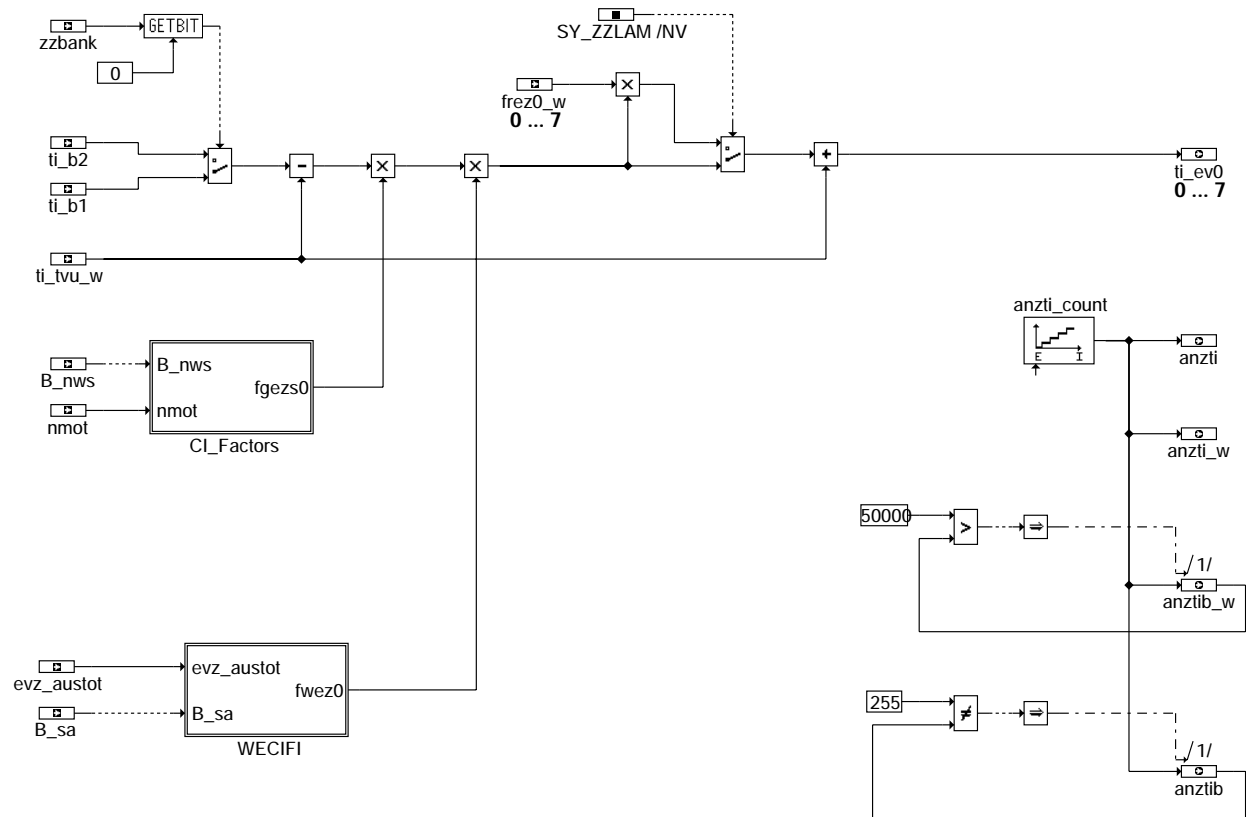 zzbank
GETBIT
0
SY_ZZLAM /NV
frez0_w
0 ... 7
ti_b2
ti_b1
ti_ev0
0 ... 7
ti_tvu_w
anzti_count
E I
anzti
B_nws
nmot
B_nws
nmot
fgezs0
CI_Factors
anzti_w
50000
>
⇒
/1/
anztib_w
evz_austot
B_sa
evz_austot
B_sa
fwez0
WECIFI
255
≠
⇒
/1/
anztib